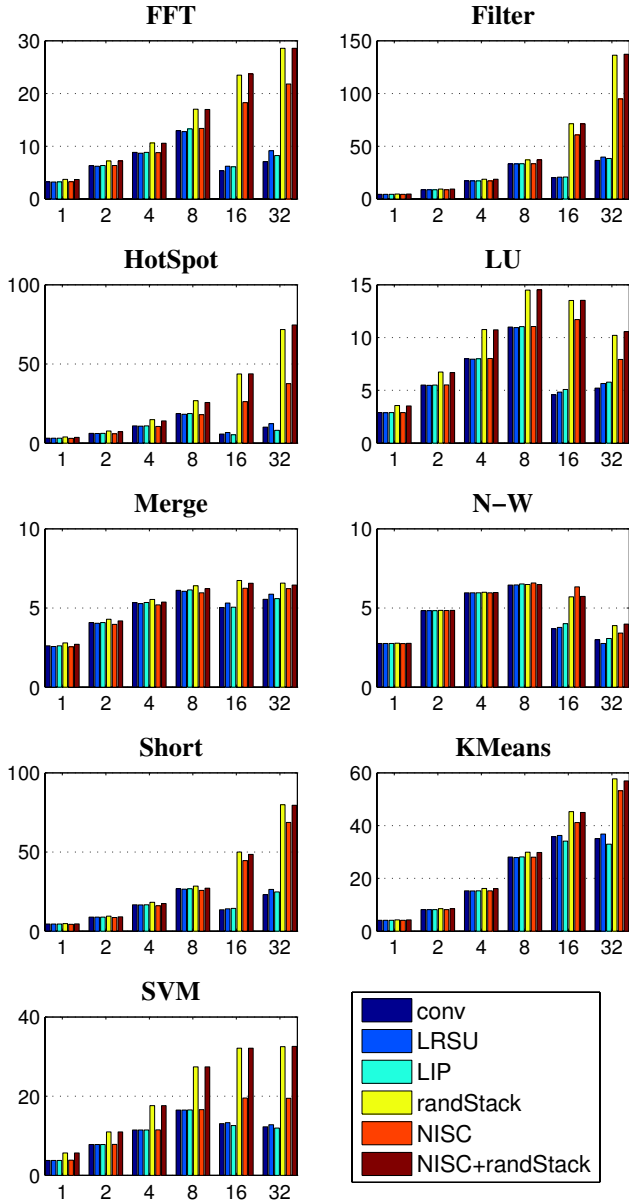 FFT
30
20
10
0
1 2 4 8 16 32
Filter
150
100
50
0
1 2 4 8 16 32
HotSpot
100
50
0
1 2 4 8 16 32
LU
15
10
5
0
1 2 4 8 16 32
Merge
10
5
0
1 2 4 8 16 32
N−W
10
5
0
1 2 4 8 16 32
Short
100
50
0
1 2 4 8 16 32
KMeans
60
40
20
0
1 2 4 8 16 32
SVM
40
20
0
1 2 4 8 16 32
conv
LRSU
LIP
randStack
NISC
NISC+randStack